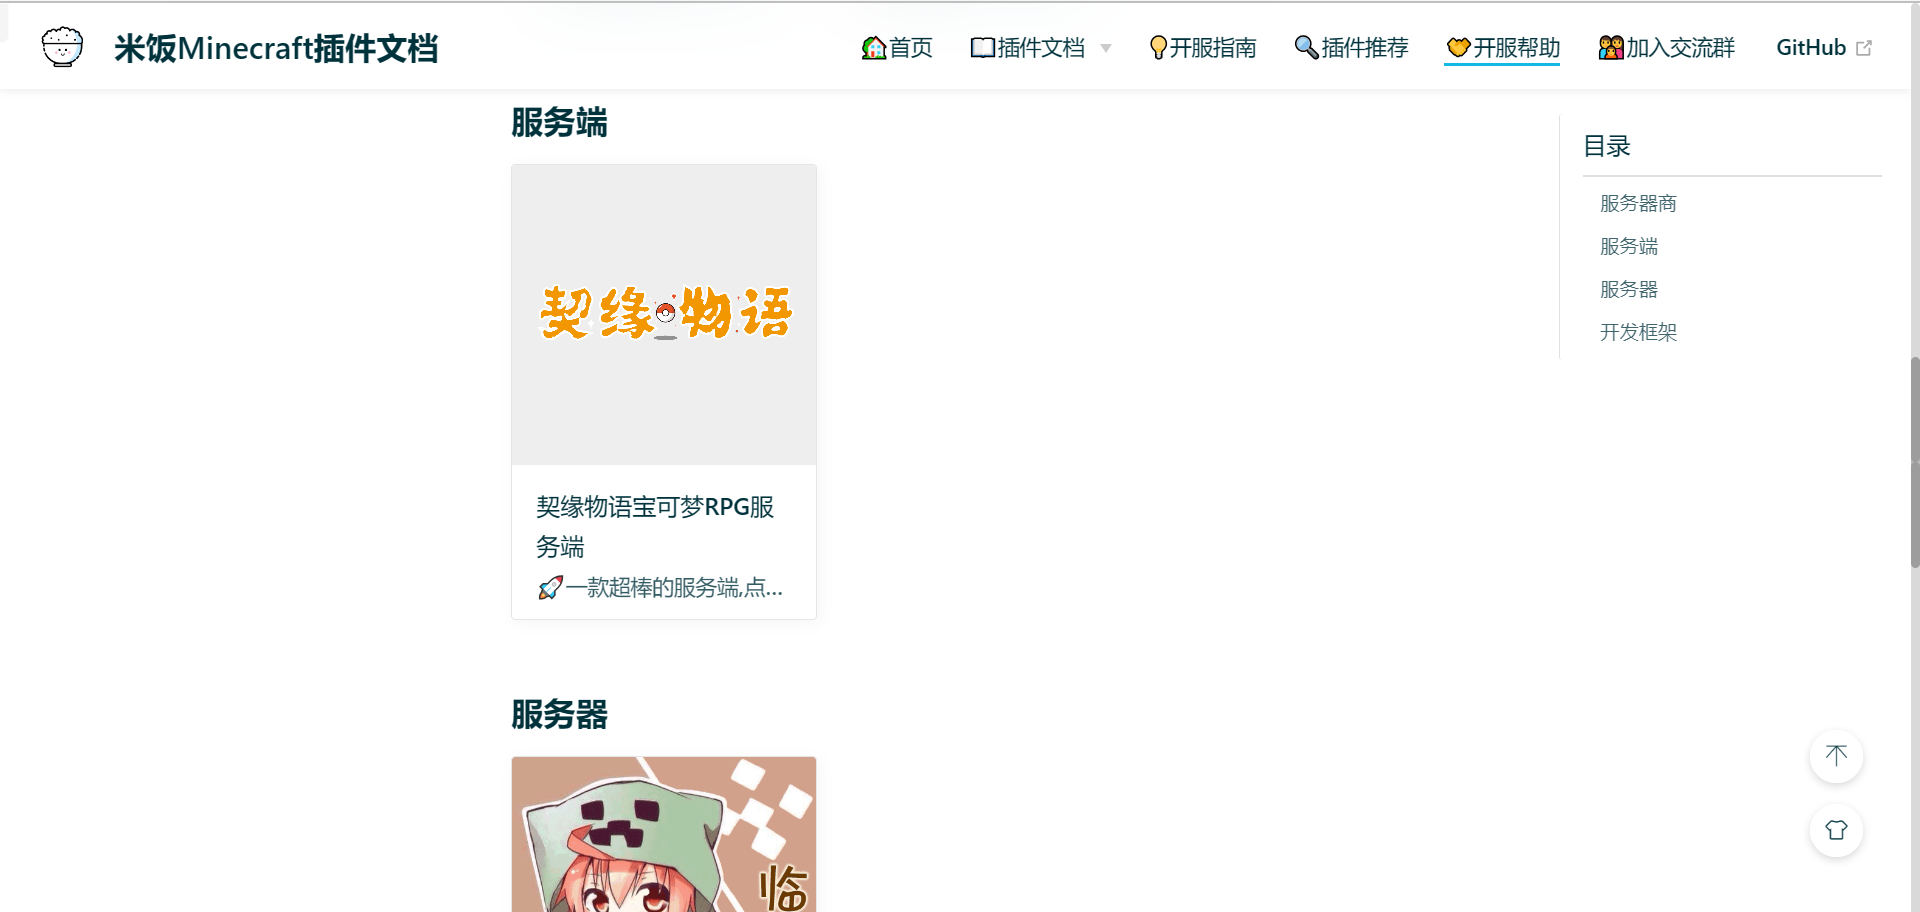 米饭Minecraft插件文档
🏠首页
📖插件文档
💡开服指南
🔍插件推荐
🤝开服帮助
👨‍👩‍👧‍👦加入交流群
GitHub
服务端
契缘物语
契缘物语宝可梦RPG服
务端
🚀一款超棒的服务端,点...
服务器
临
目录
服务器商
服务端
服务器
开发框架